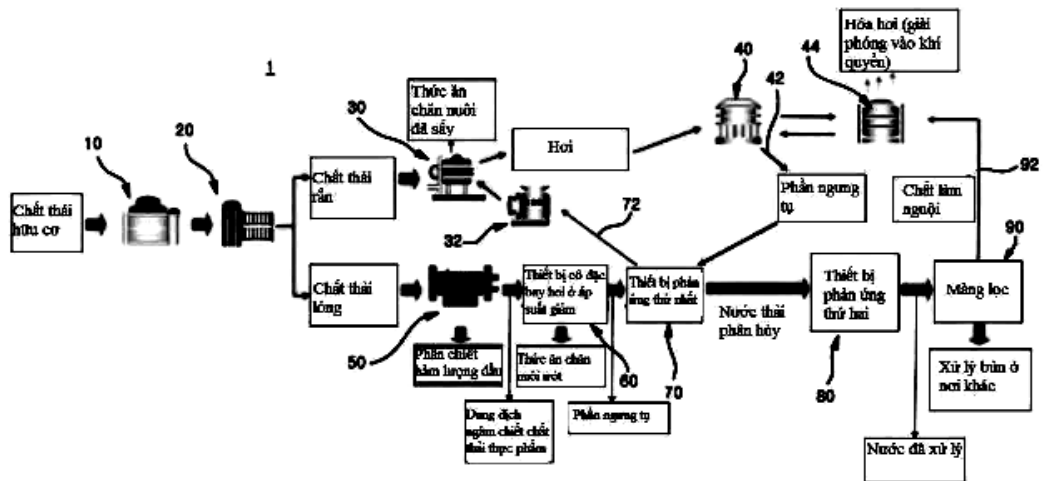 Hóa hơi (giải
phóng vào khí
quyển)
1
40
44
42
Thức ăn
chăn nuôi
đã sấy
30
10
20
Hơi
Chất thải
rắn
Chất thải
hữu cơ
92
Phần ngưng
tụ
Chất làm
nguội
72
32
90
Chất thải
lỏng
Thiết bị cô đặc
bay hơi ở áp
suất giảm
Thiết bị phản
ứng thứ nhất
Thiết bị
phản ứng thứ
hai
Màng lọc
Nước thải
phân hủy
50
60
70
80
Phần chiết
hàm lượng dầu
Thức ăn chăn
nuôi ướt
Xử lý bùn ở
nơi khác
Dung dịch
ngâm chiết chất
thải thực phẩm
Phần ngưng tụ
Nước đã xử lý